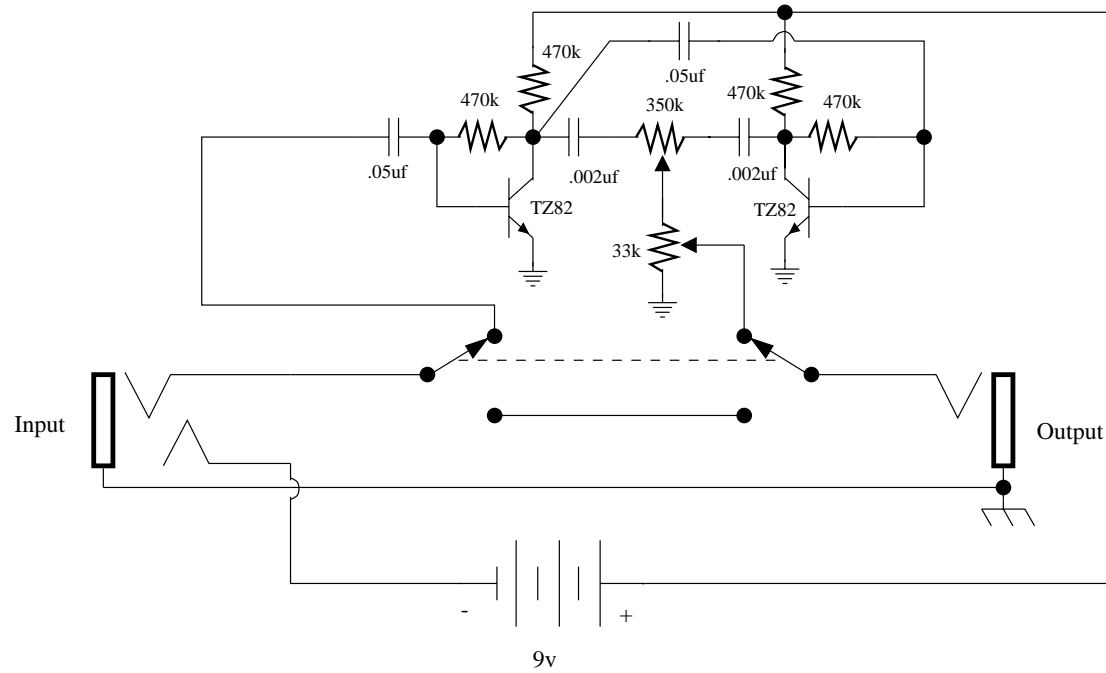 470k
.05uf
470k
350k
470k
470k
.05uf
.002uf
.002uf
TZ82
TZ82
33k
Input
Output
-
+
9v